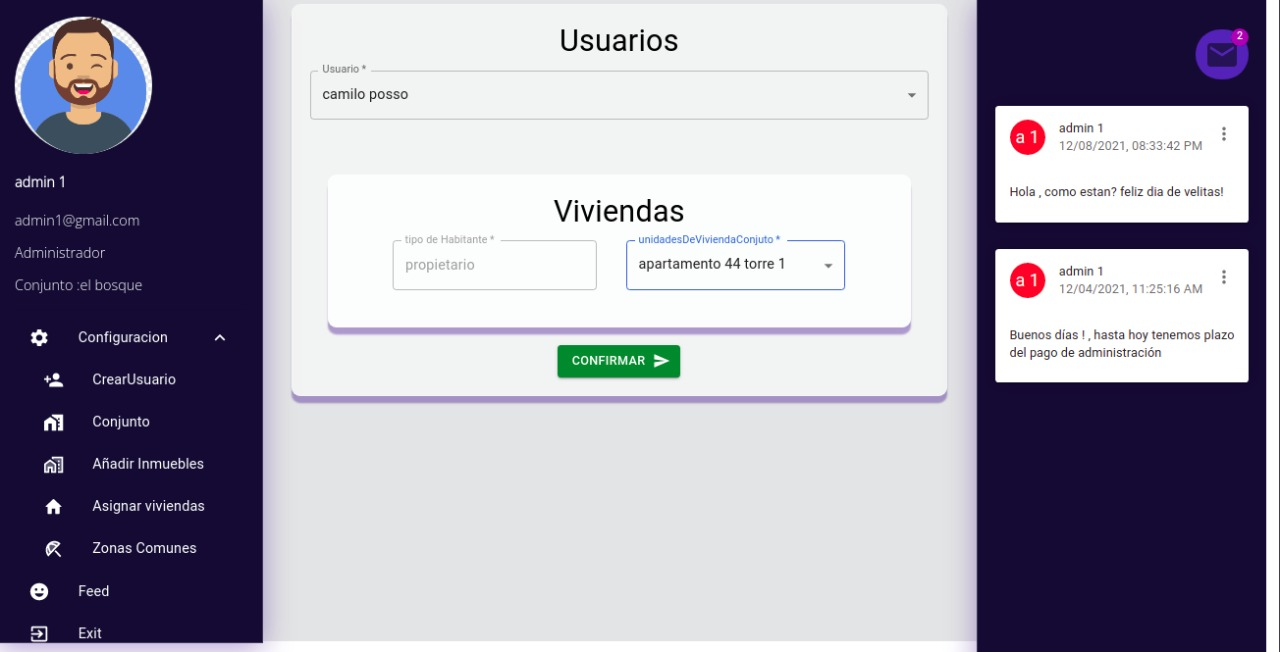 admin 1
admin1@gmail.com
Administrador
Conjunto :el bosque
Configuracion
CrearUsuario
Conjunto
Añadir Inmuebles
Asignar viviendas
Zonas Comunes
Feed
Exit
Usuarios
Usuario *
camilo posso
Viviendas
tipo de Habitante *
propietario
unidadesDeViviendaConjuto *
apartamento 44 torre 1
CONFIRMAR
2
a 1
admin 1
12/08/2021, 08:33:42 PM
Hola , como estan? feliz dia de velitas!
a 1
admin 1
12/04/2021, 11:25:16 AM
Buenos días ! , hasta hoy tenemos plazo
del pago de administración